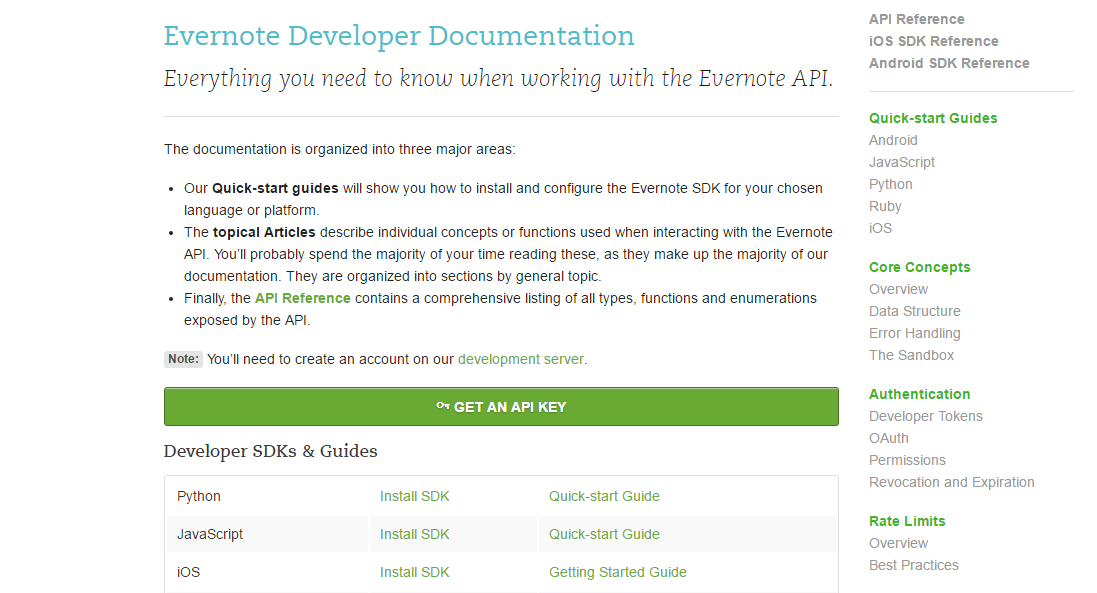 Evernote Developer Documentation
Everything you need to know when working with the Evernote API.
The documentation is organized into three major areas:
• Our Quick-start guides will show you how to install and configure the Evernote SDK for your chosen
language or platform.
• The topical Articles describe individual concepts or functions used when interacting with the Evernote
API. You’ll probably spend the majority of your time reading these, as they make up the majority of our
documentation. They are organized into sections by general topic.
• Finally, the API Reference contains a comprehensive listing of all types, functions and enumerations
exposed by the API.
Note: You’ll need to create an account on our development server.
GET AN API KEY
Developer SDKs & Guides
Python Install SDK Quick-start Guide
JavaScript Install SDK Quick-start Guide
iOS Install SDK Getting Started Guide
API Reference
iOS SDK Reference
Android SDK Reference
Quick-start Guides
Android
JavaScript
Python
Ruby
iOS
Core Concepts
Overview
Data Structure
Error Handling
The Sandbox
Authentication
Developer Tokens
OAuth
Permissions
Revocation and Expiration
Rate Limits
Overview
Best Practices